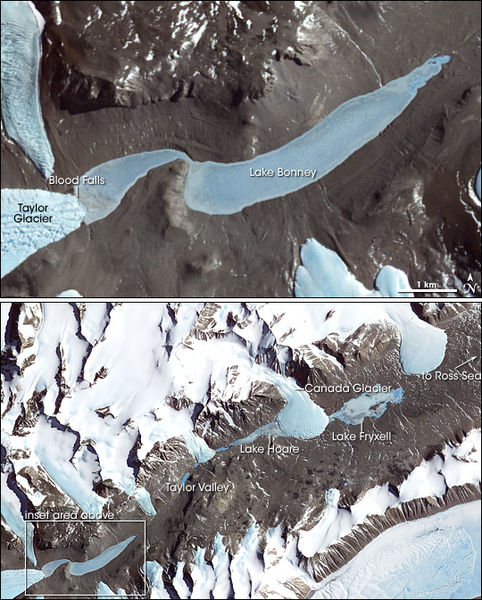 Blood Falls
Lake Bonney
Taylor
Glacier
1 km
N
to Ross Sea
Canada Glacier
Lake Fryxell
Lake Hoare
Taylor Valley
inset area above